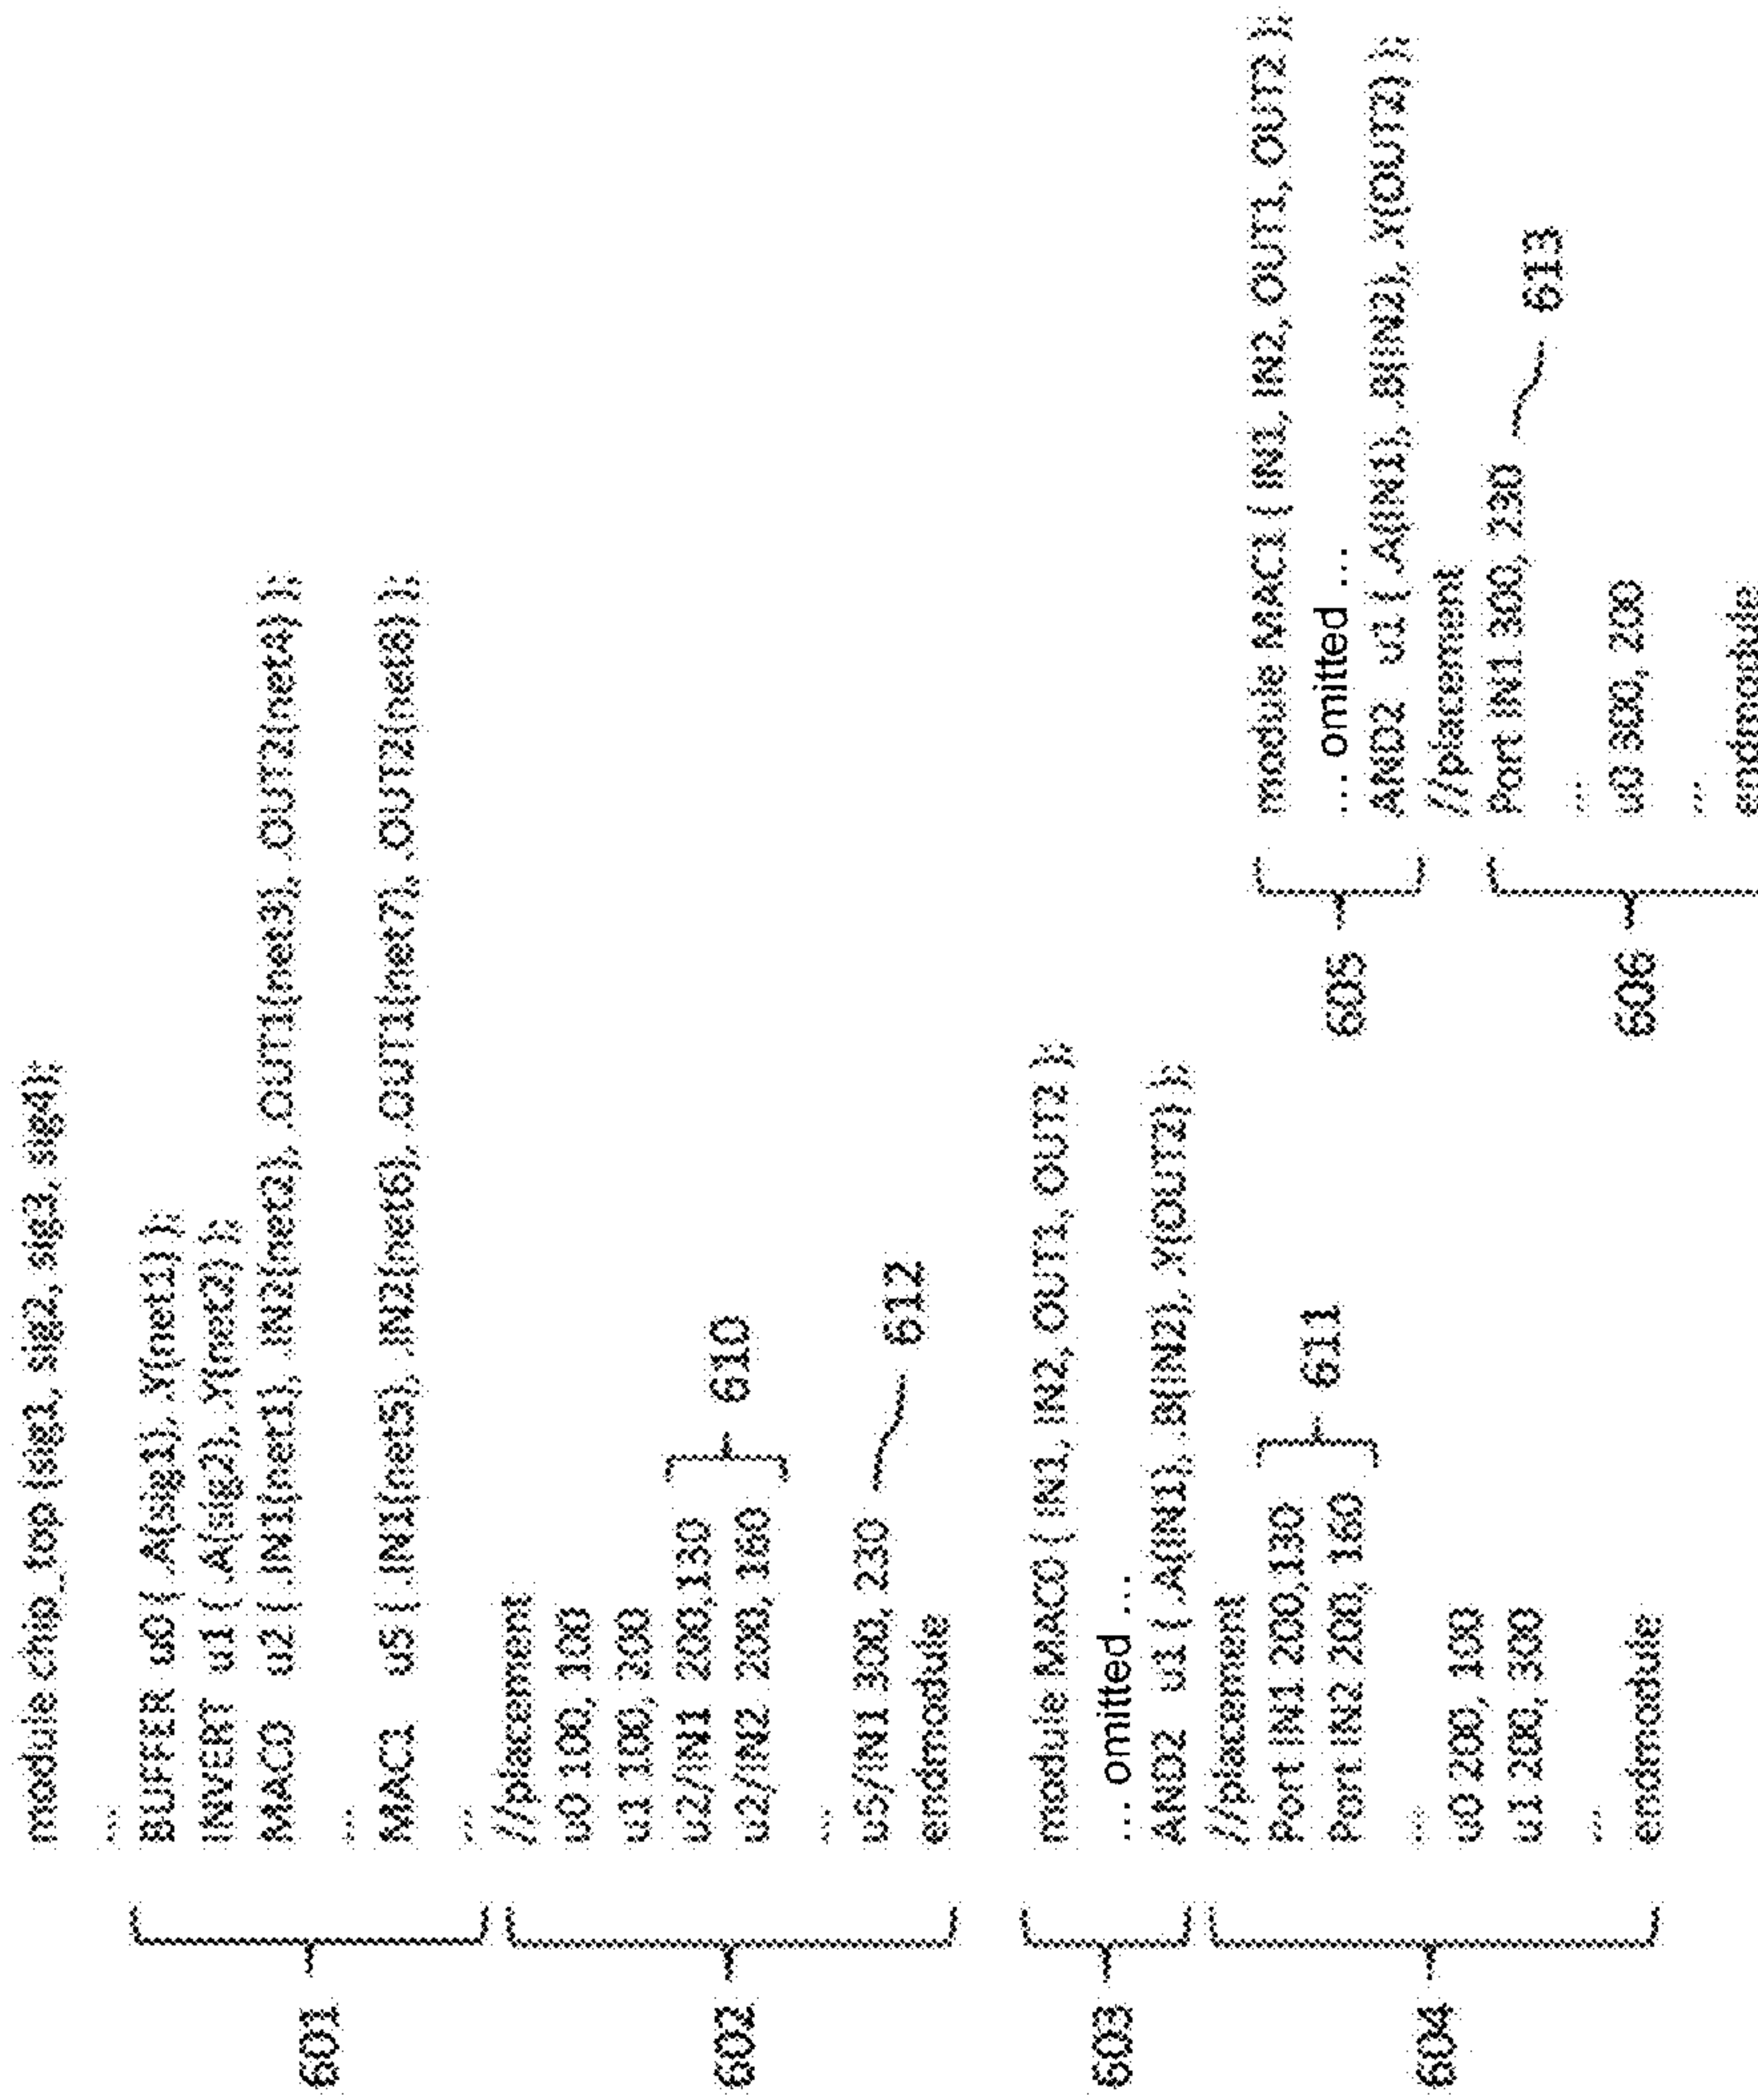 module chip_top (sig1, sig2, sig3, sig4);
...
601
BUFFER u0 ( .A(sig1), .Y(net1) );
INVERT u1 ( .A(sig2), .Y(net2) );
MAC0 u2 ( .IN1(net1), .IN2(net2), .OUT1(net3), .OUT2(net4) );
...
MAC1 u5 ( .IN1(net5), .IN2(net6), .OUT1(net7), .OUT2(net8) );
...
602
//placement
u0 100, 100
u1 100, 200
u2/IN1 200,130
u2/IN2 200, 160
610
...
u5/IN1 300, 230
612
endmodule
603
module MAC0 ( IN1, IN2, OUT1, OUT2 );
... omitted ...
AND2 u1 ( .A(IN1), .B(IN2), .Y(OUT2) );
604
//placement
Port IN1 200,130
Port IN2 200, 160
611
...
u0 200, 100
u1 200, 300
...
endmodule
605
module MAC1 ( IN1, IN2, OUT1, OUT2 );
... omitted ...
AND2 u1 ( .A(IN1), .B(IN2), .Y(OUT2) );
//placement
606
Port IN1 300, 230
613
...
u0 300, 200
...
endmodule